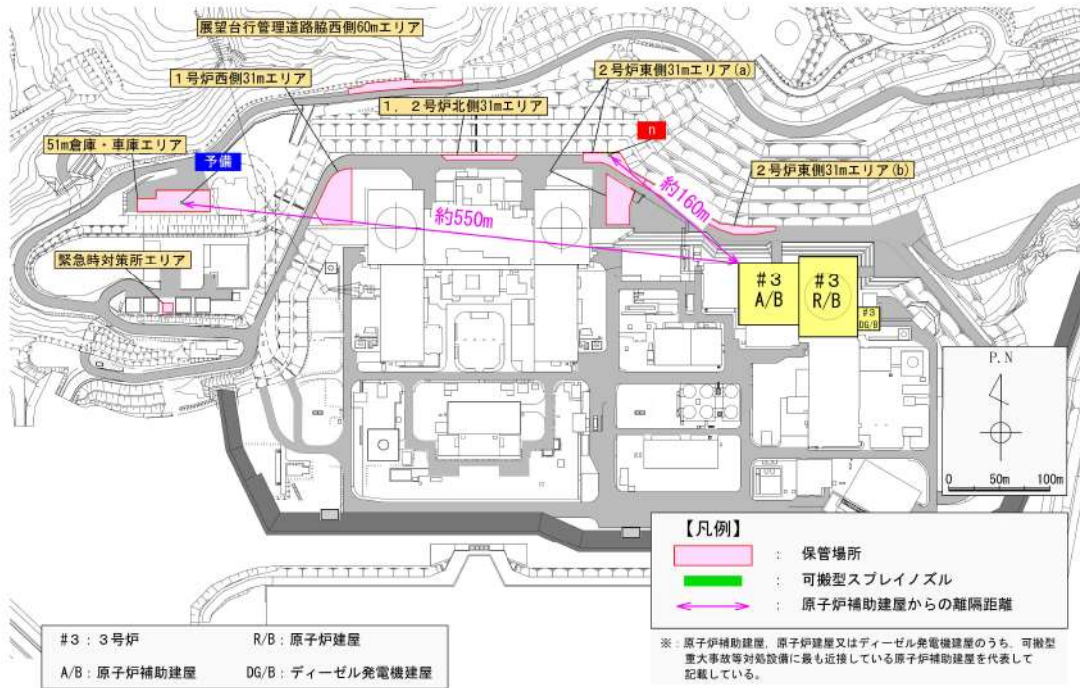 展望台行管理道路脇西側60mエリア
1号炉西側31mエリア
2号炉東側31mエリア(a)
1，2号炉北側31mエリア
n
51m倉庫・車庫エリア
予備
2号炉東側31mエリア(b)
約160m
約550m
緊急時対策所エリア
#3
A/B
#3
R/B
#3
DG/B
P.N
0 50m 100m
【凡例】
： 保管場所
： 可搬型スプレイノズル
： 原子炉補助建屋からの離隔距離
#3：3号炉 R/B：原子炉建屋
A/B：原子炉補助建屋 DG/B：ディーゼル発電機建屋
※：原子炉補助建屋，原子炉建屋又はディーゼル発電機建屋のうち，可搬型
重大事故等対処設備に最も近接している原子炉補助建屋を代表して
記載している。